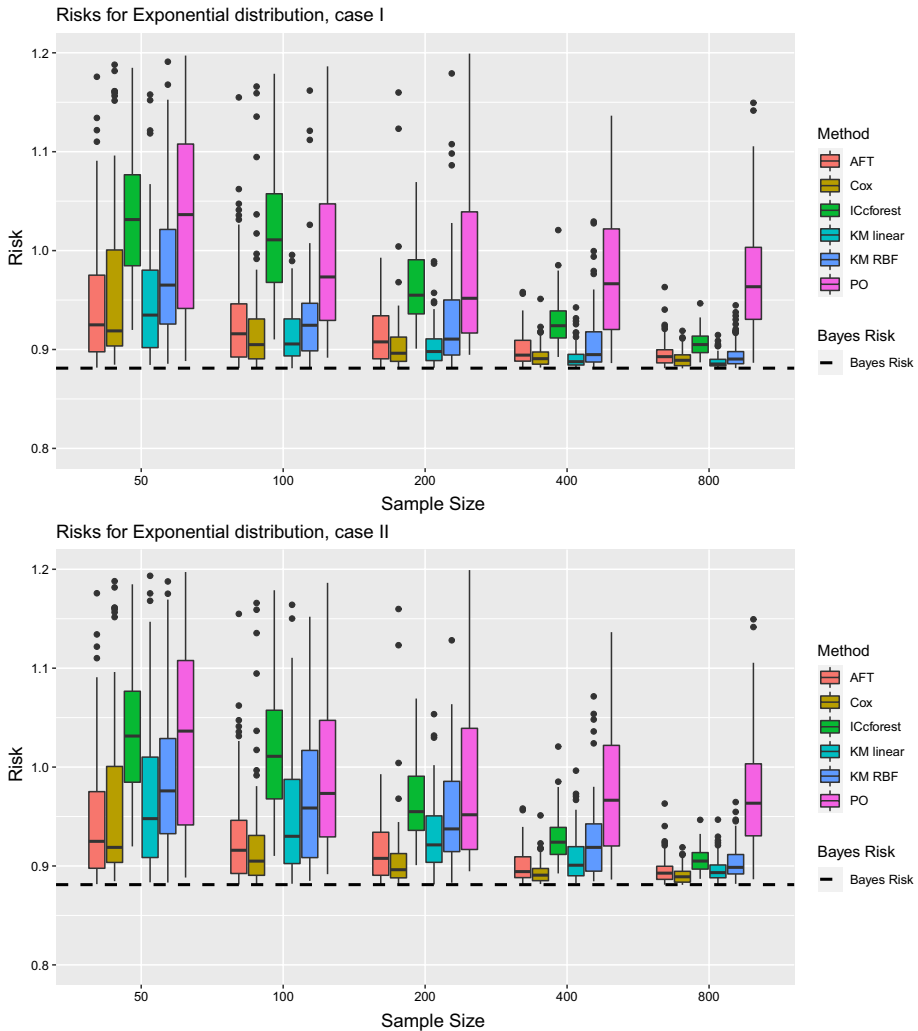 Risks for Exponential distribution, case I
1.2
1.1
1.0
0.9
0.8
Risk
50
100
200
400
800
Sample Size
Method
AFT
Cox
ICcforest
KM linear
KM RBF
PO
Bayes Risk
Bayes Risk
Risks for Exponential distribution, case II
1.2
1.1
1.0
0.9
0.8
Risk
50
100
200
400
800
Sample Size
Method
AFT
Cox
ICcforest
KM linear
KM RBF
PO
Bayes Risk
Bayes Risk